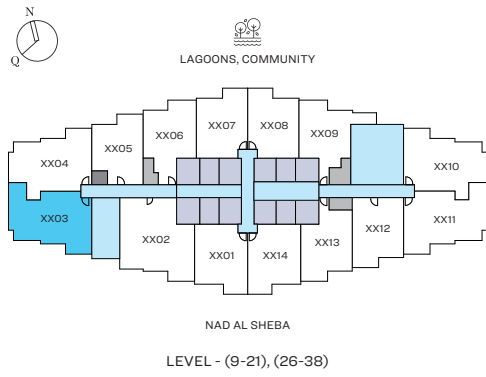 N
Q
LAGOONS, COMMUNITY
XX07 XX08
XX06 XX09
XX05
XX04 XX10
XX03 XX11
XX02 XX12
XX01 XX14 XX13
NAD AL SHEBA
LEVEL - (9-21), (26-38)